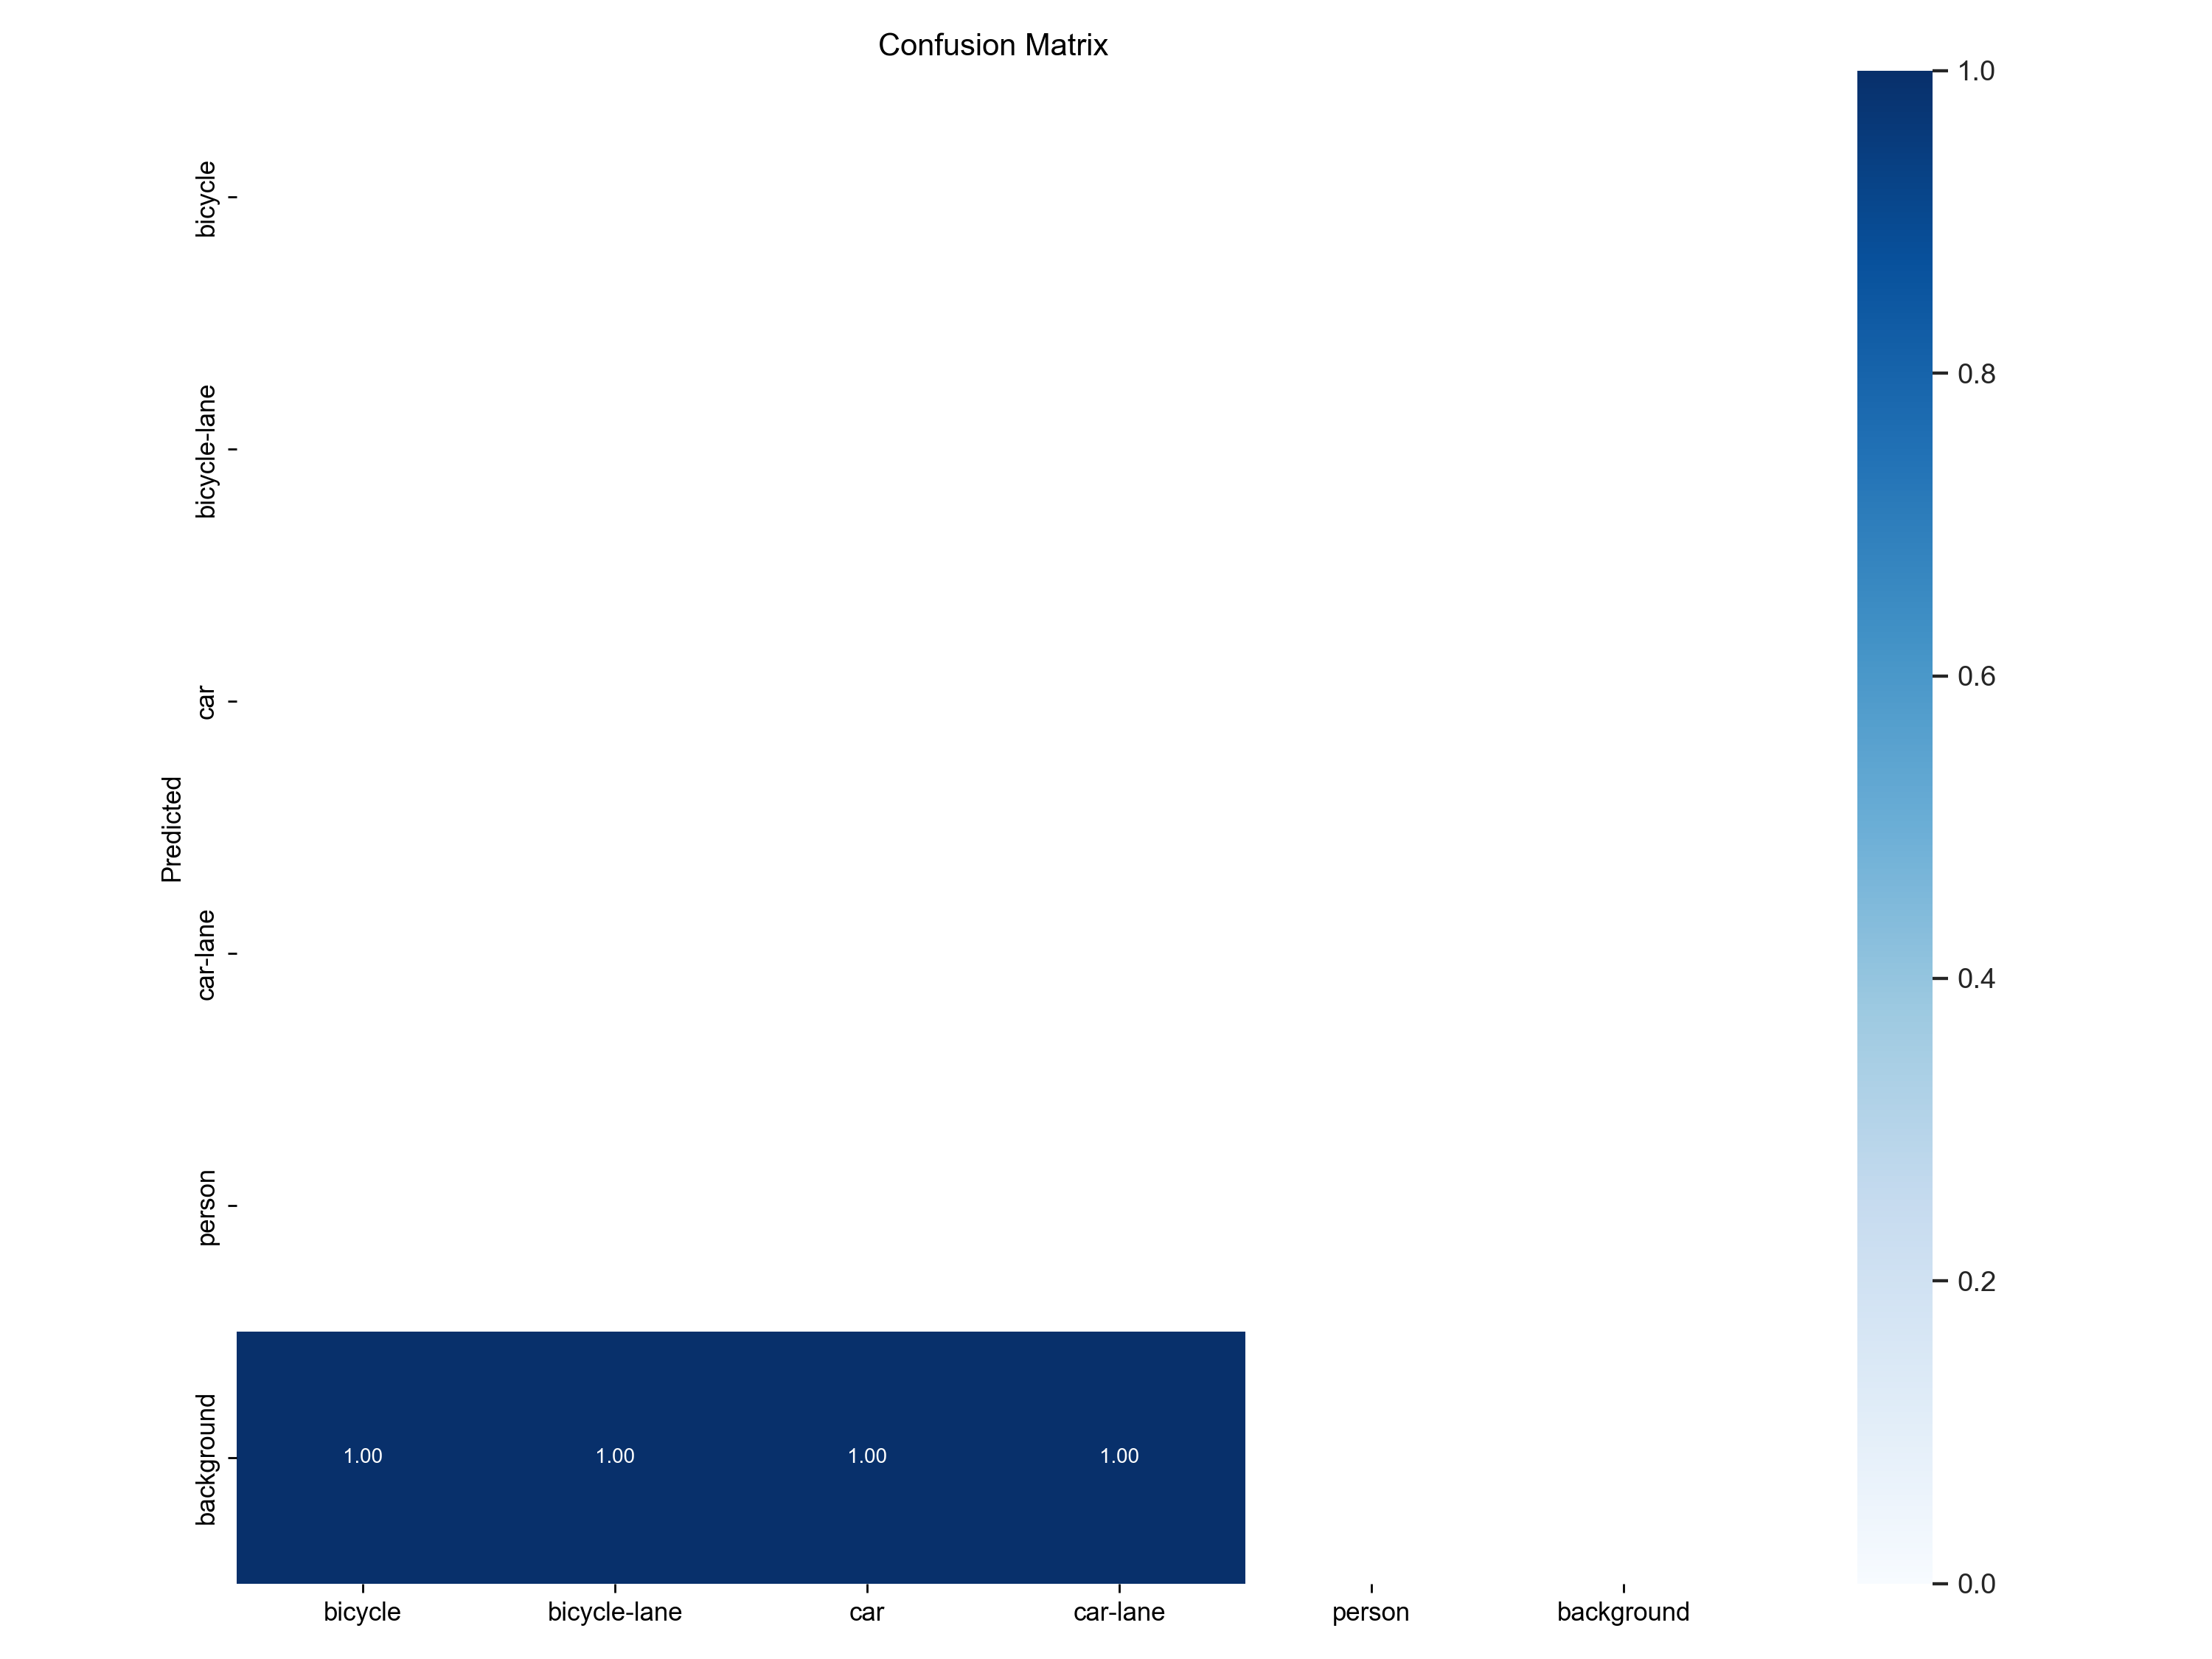 Confusion Matrix
1.0
0.8
0.6
0.4
0.2
0.0
Predicted
bicycle
bicycle-lane
car
car-lane
person
background
1.00 1.00 1.00 1.00
bicycle bicycle-lane car car-lane person background